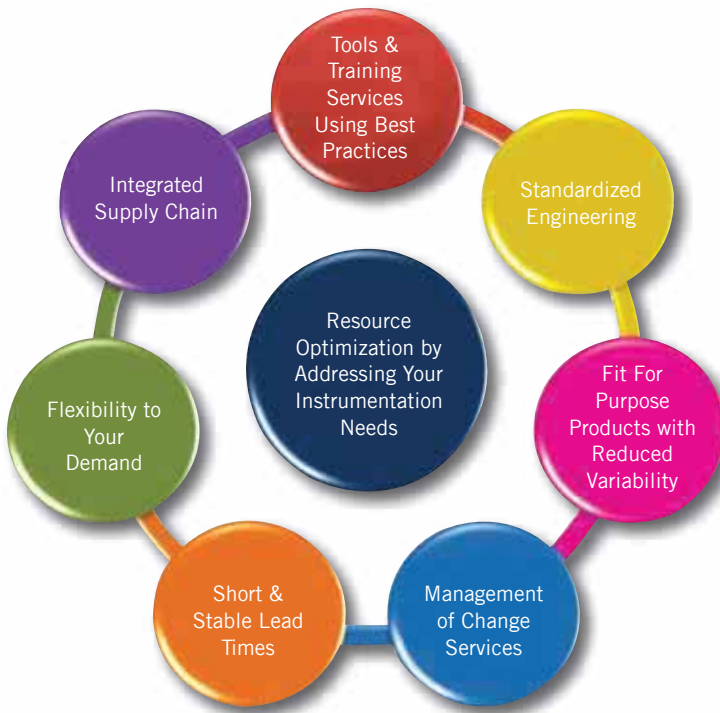 Tools &
Training
Services
Using Best
Practices
Standardized
Engineering
Fit For
Purpose
Products with
Reduced
Variability
Management
of Change
Services
Short &
Stable Lead
Times
Flexibility to
Your
Demand
Integrated
Supply Chain
Resource
Optimization by
Addressing Your
Instrumentation
Needs